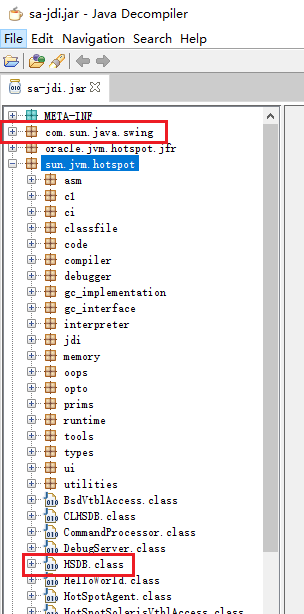 sa-jdi.jar - Java Decompiler
File Edit Navigation Search Help
sa-jdi.jar
META-INF
com.sun.java.swing
oracle.jvm.hotspot.jfr
sun.jvm.hotspot
asm
c1
ci
classfile
code
compiler
debugger
gc_implementation
gc_interface
interpreter
jdi
memory
oops
opto
prims
runtime
tools
types
ui
utilities
BsdVtblAccess.class
CLHSDB.class
CommandProcessor.class
DebugServer.class
HSDB.class
HelloWorld.class
HotSpotAgent.class
HotSpotSolarisVtblAccess.class